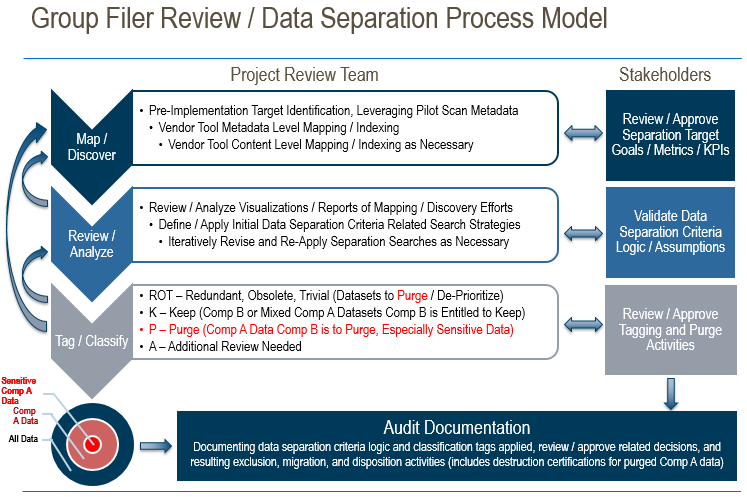 Group Filer Review / Data Separation Process Model
Project Review Team
Stakeholders
Map /
Discover
• Pre-Implementation Target Identification, Leveraging Pilot Scan Metadata
• Vendor Tool Metadata Level Mapping / Indexing
• Vendor Tool Content Level Mapping / Indexing as Necessary
Review / Approve
Separation Target
Goals / Metrics / KPIs
Review /
Analyze
• Review / Analyze Visualizations / Reports of Mapping / Discovery Efforts
• Define / Apply Initial Data Separation Criteria Related Search Strategies
• Iteratively Revise and Re-Apply Separation Searches as Necessary
Validate Data
Separation Criteria
Logic / Assumptions
Tag / Classify
• ROT – Redundant, Obsolete, Trivial (Datasets to Purge / De-Prioritize)
• K – Keep (Comp B or Mixed Comp A Datasets Comp B is Entitled to Keep)
• P – Purge (Comp A Data Comp B is to Purge, Especially Sensitive Data)
• A – Additional Review Needed
Review / Approve
Tagging and Purge
Activities
Sensitive
Comp A
Data
Comp
A Data
All Data
Audit Documentation
Documenting data separation criteria logic and classification tags applied, review / approve related decisions, and
resulting exclusion, migration, and disposition activities (includes destruction certifications for purged Comp A data)